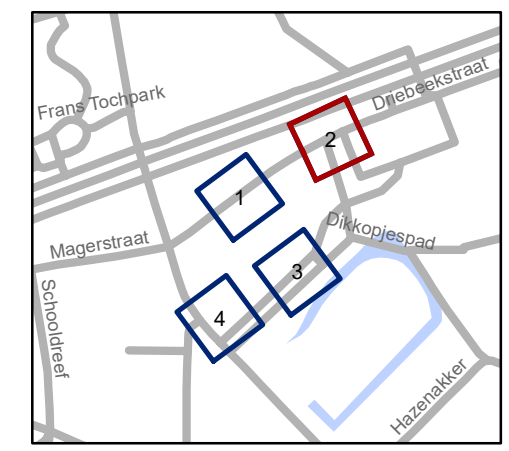 Frans Tochpark
Driebeekstraat
2
1
Dikkopjespad
Magerstraat
3
Schooldreef
4
Hazenakker